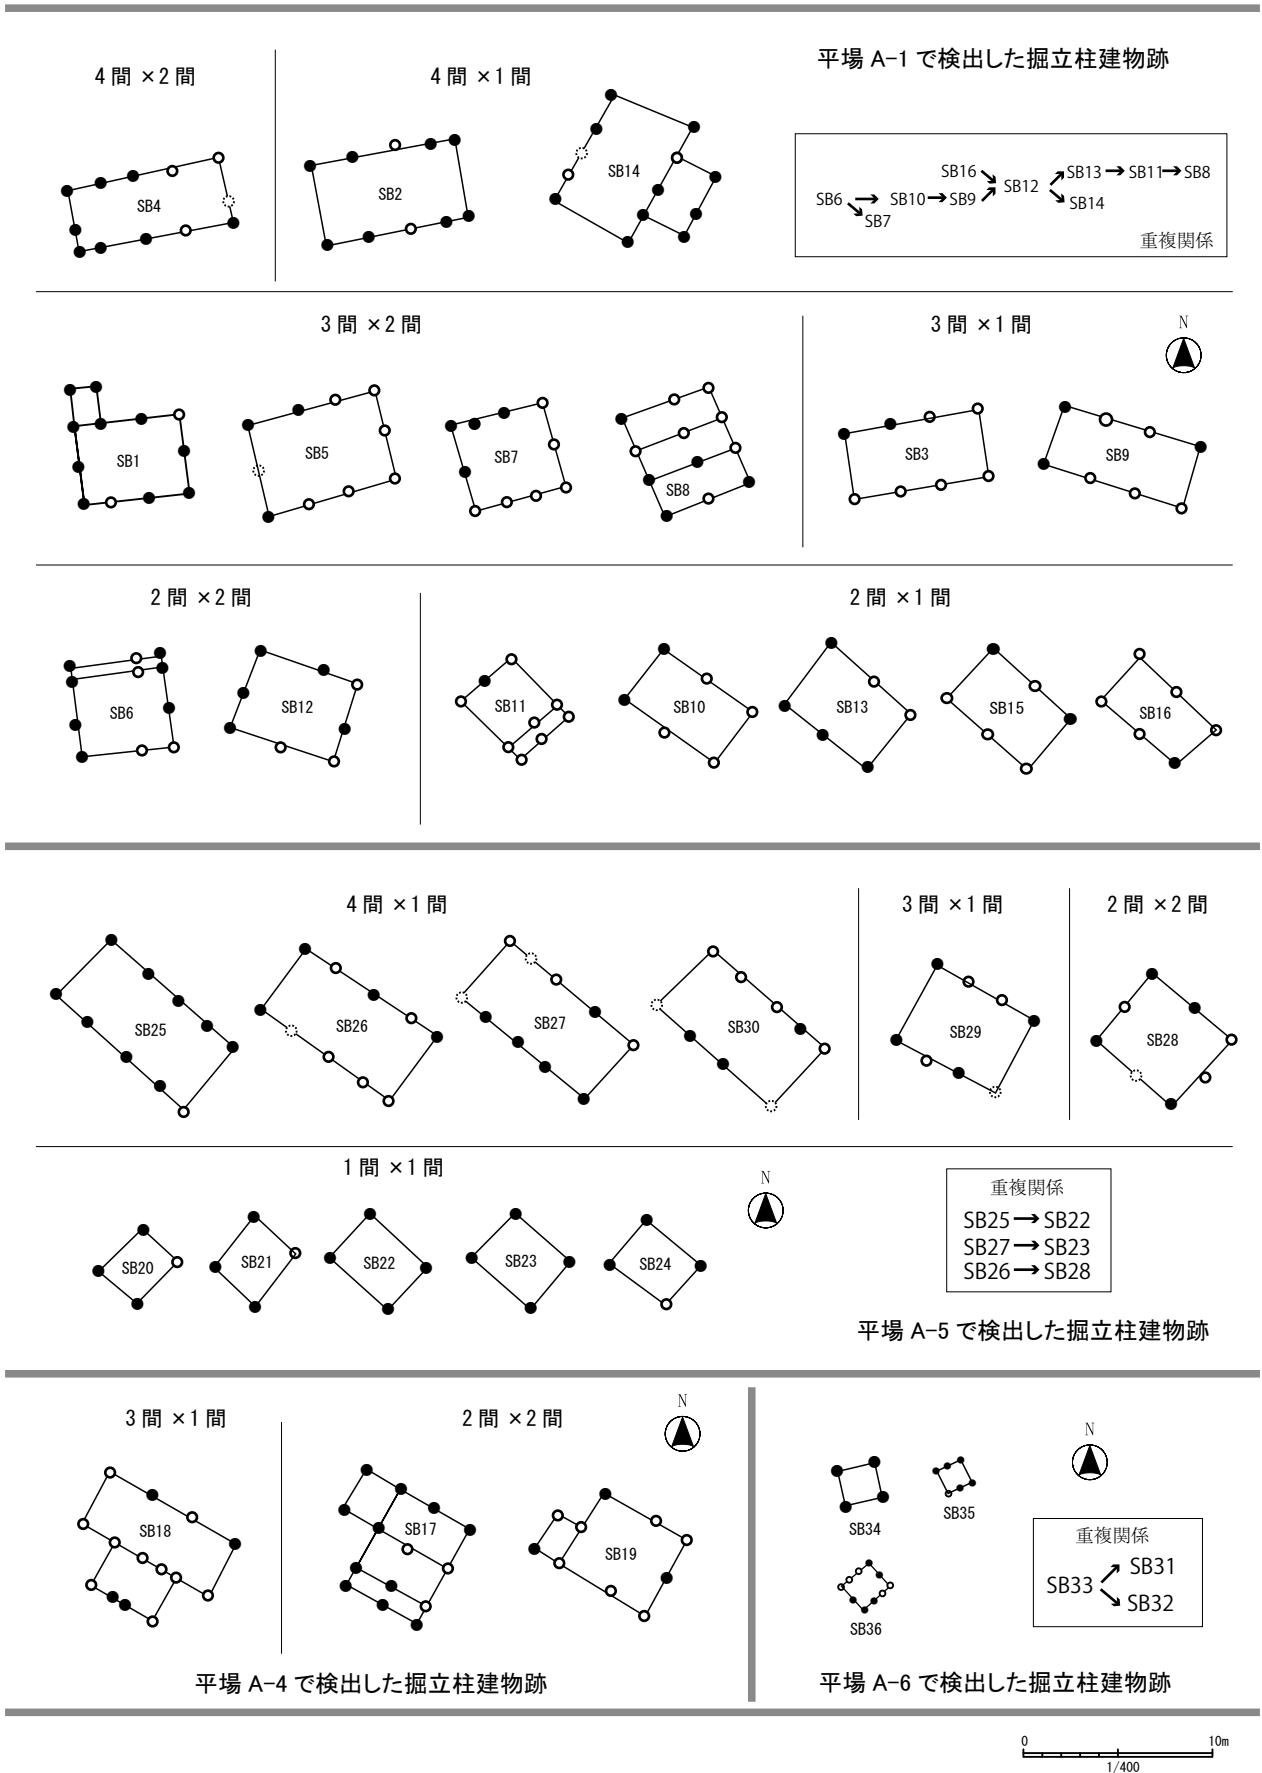 平場 A-1 で検出した掘立柱建物跡
4 間 ×2 間
4 間 ×1 間
SB4
SB2
SB14
SB16
SB13 → SB11 → SB8
SB6 → SB10 → SB9
SB12
SB7
SB14
重複関係
3 間 ×2 間
3 間 ×1 間
N
SB1
SB5
SB7
SB8
SB3
SB9
2 間 ×2 間
2 間 ×1 間
SB6
SB12
SB11
SB10
SB13
SB15
SB16
4 間 ×1 間
3 間 ×1 間
2 間 ×2 間
SB25
SB26
SB27
SB30
SB29
SB28
1 間 ×1 間
N
SB20
SB21
SB22
SB23
SB24
重複関係
SB25 → SB22
SB27 → SB23
SB26 → SB28
平場 A-5 で検出した掘立柱建物跡
3 間 ×1 間
2 間 ×2 間
N
SB18
SB17
SB19
平場 A-4 で検出した掘立柱建物跡
N
SB34
SB35
SB36
重複関係
SB31
SB33
SB32
平場 A-6 で検出した掘立柱建物跡
0 10m
1/400